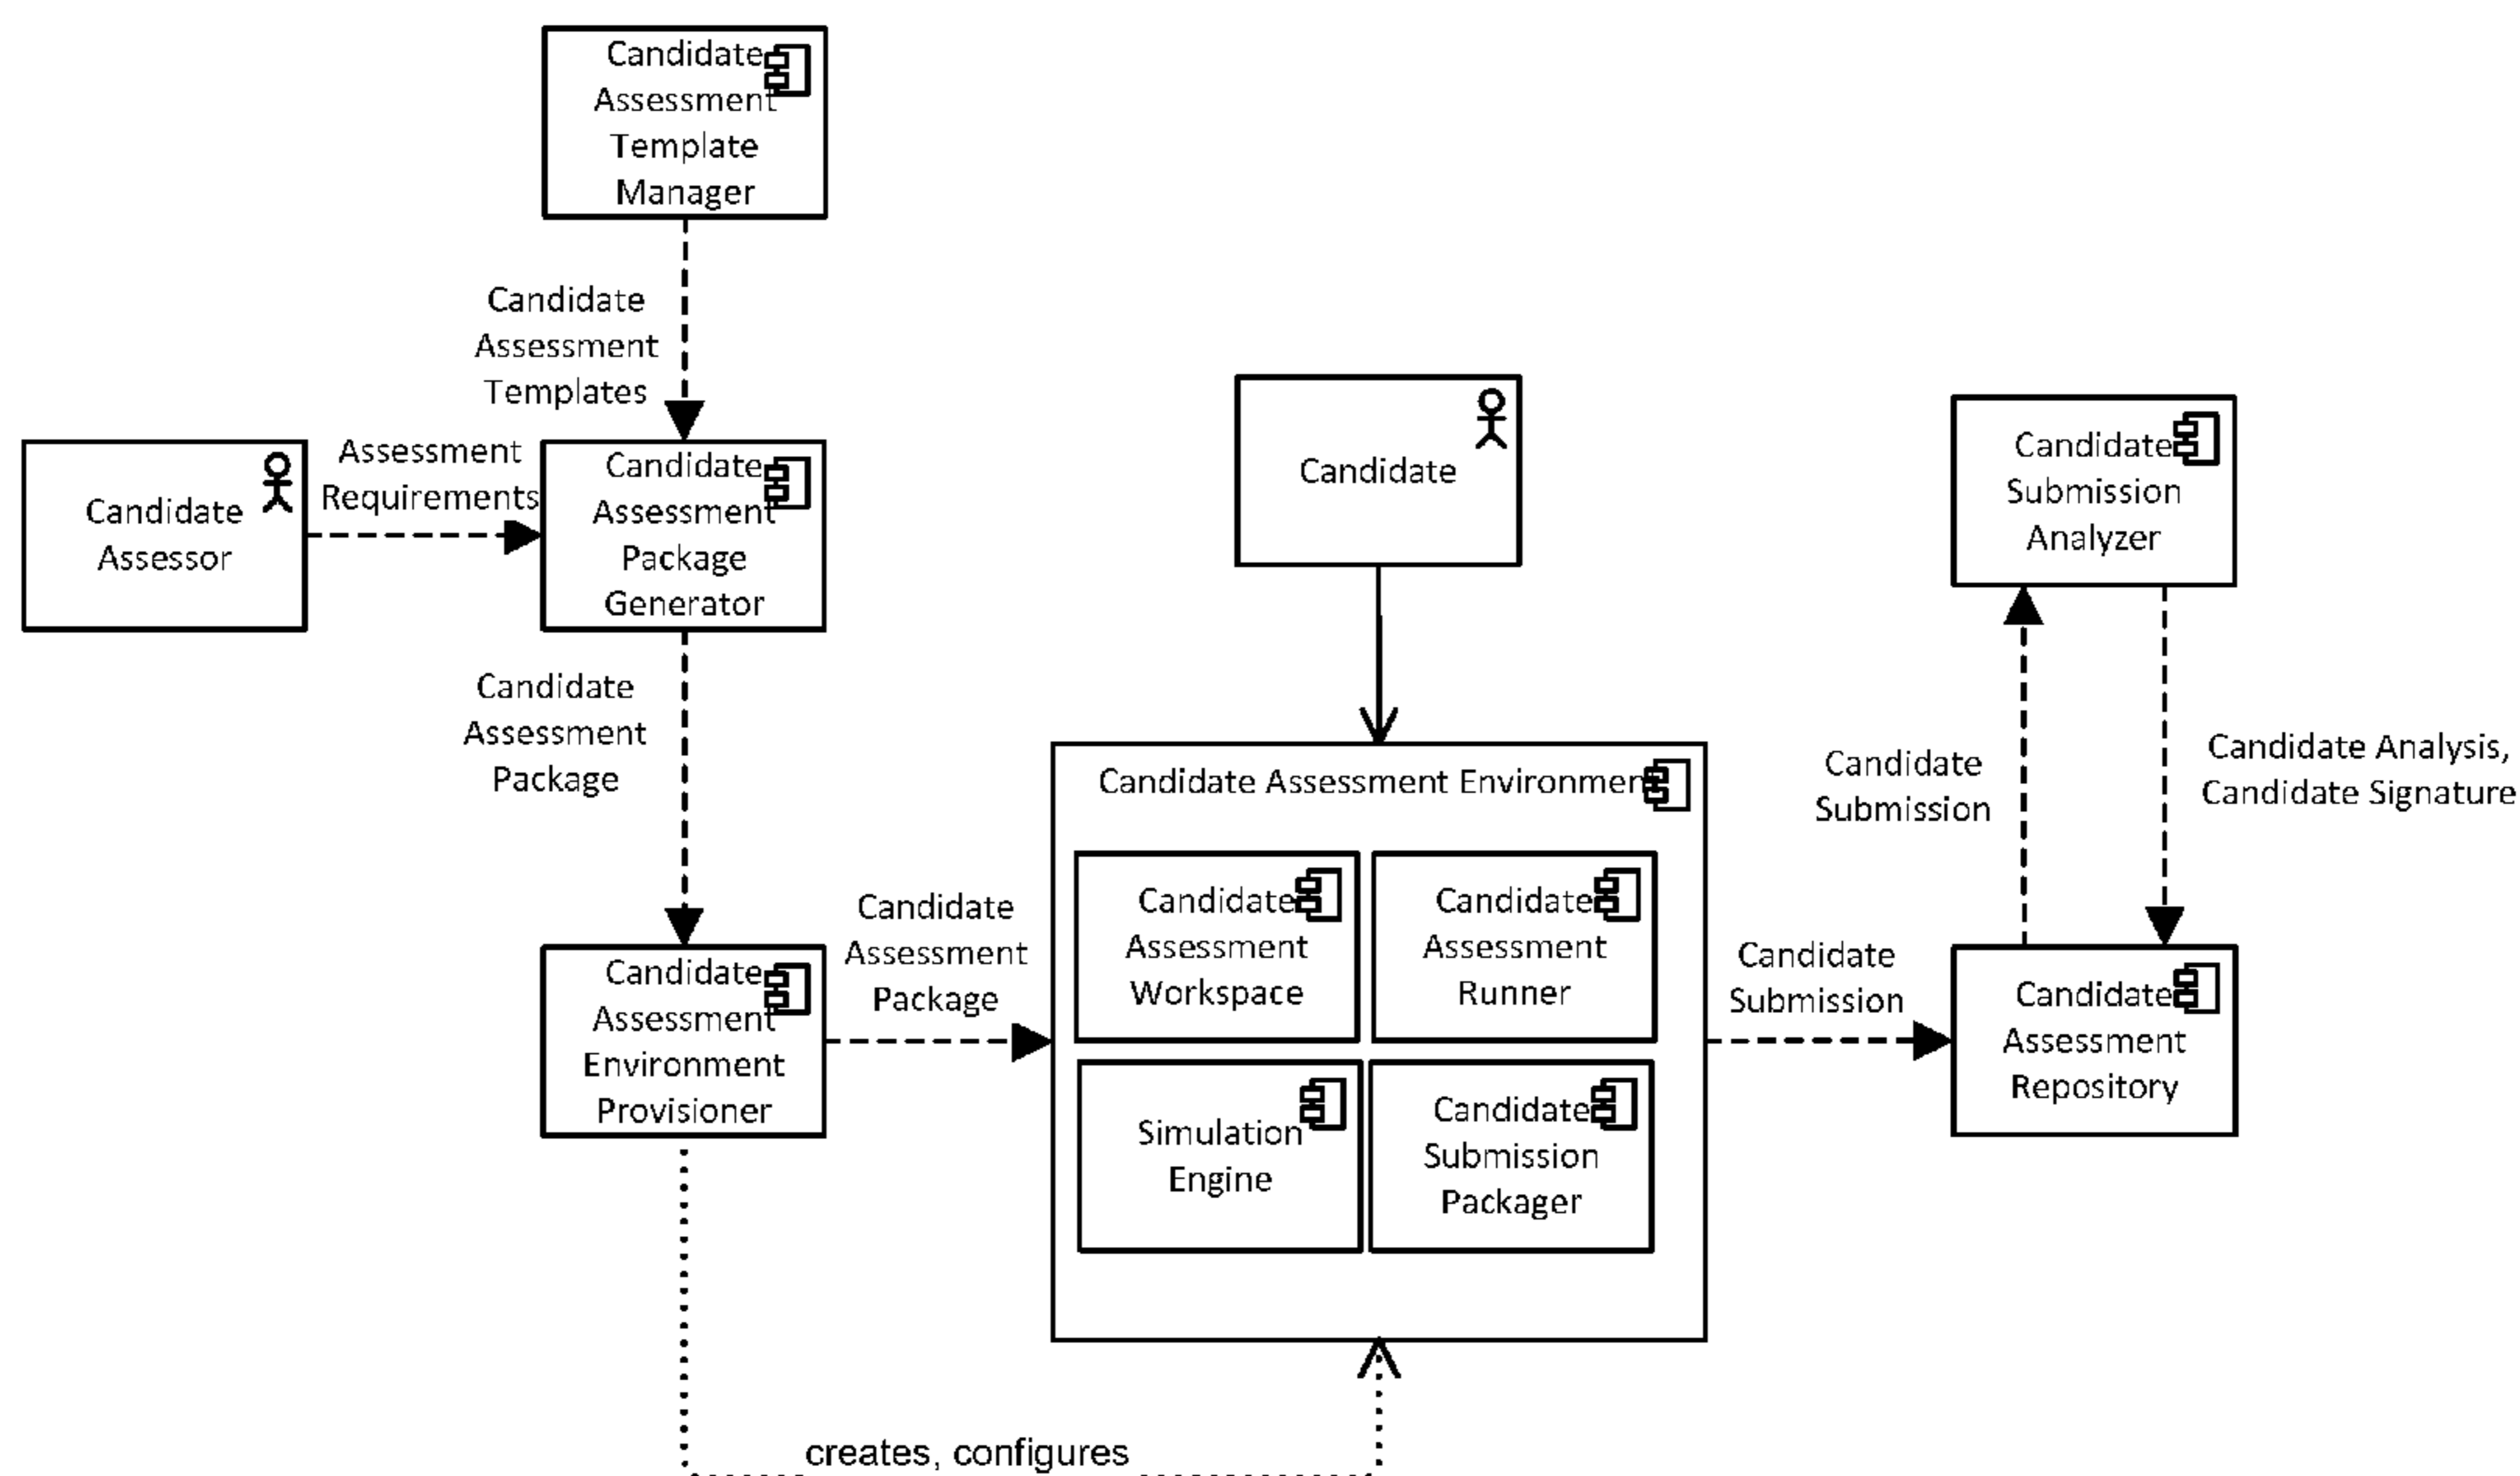 Candidate
Assessment
Template
Manager
Candidate
Assessment
Templates
Candidate
Assessor
Assessment
Requirements
Candidate
Assessment
Package
Generator
Candidate
Candidate
Submission
Analyzer
Candidate
Assessment
Package
Candidate
Assessment
Environment
Provisioner
Candidate
Assessment
Package
Candidate Assessment Environment
Candidate
Assessment
Workspace
Candidate
Assessment
Runner
Simulation
Engine
Candidate
Submission
Packager
Candidate
Submission
Candidate
Submission
Candidate Analysis,
Candidate Signature
Candidate
Assessment
Repository
creates, configures